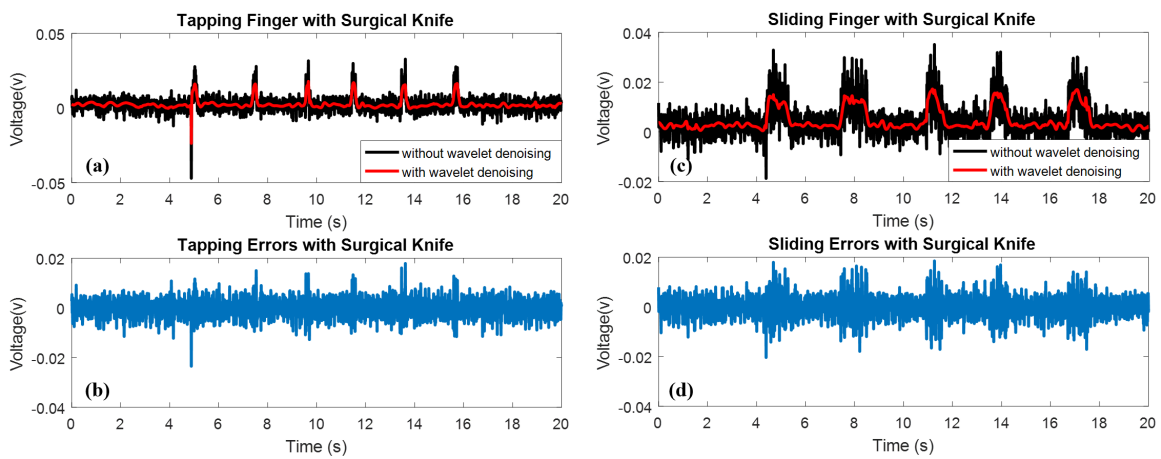 Tapping Finger with Surgical Knife
0.05
0
-0.05
Voltage(v)
(a)
without wavelet denoising
with wavelet denoising
0 2 4 6 8 10 12 14 16 18 20
Time (s)
Tapping Errors with Surgical Knife
0.02
0
-0.02
-0.04
Voltage(v)
(b)
0 2 4 6 8 10 12 14 16 18 20
Time (s)
Sliding Finger with Surgical Knife
0.04
0.02
0
-0.02
Voltage(v)
(c)
without wavelet denoising
with wavelet denoising
0 2 4 6 8 10 12 14 16 18 20
Time (s)
Sliding Errors with Surgical Knife
0.02
0
-0.02
-0.04
Voltage(v)
(d)
0 2 4 6 8 10 12 14 16 18 20
Time (s)